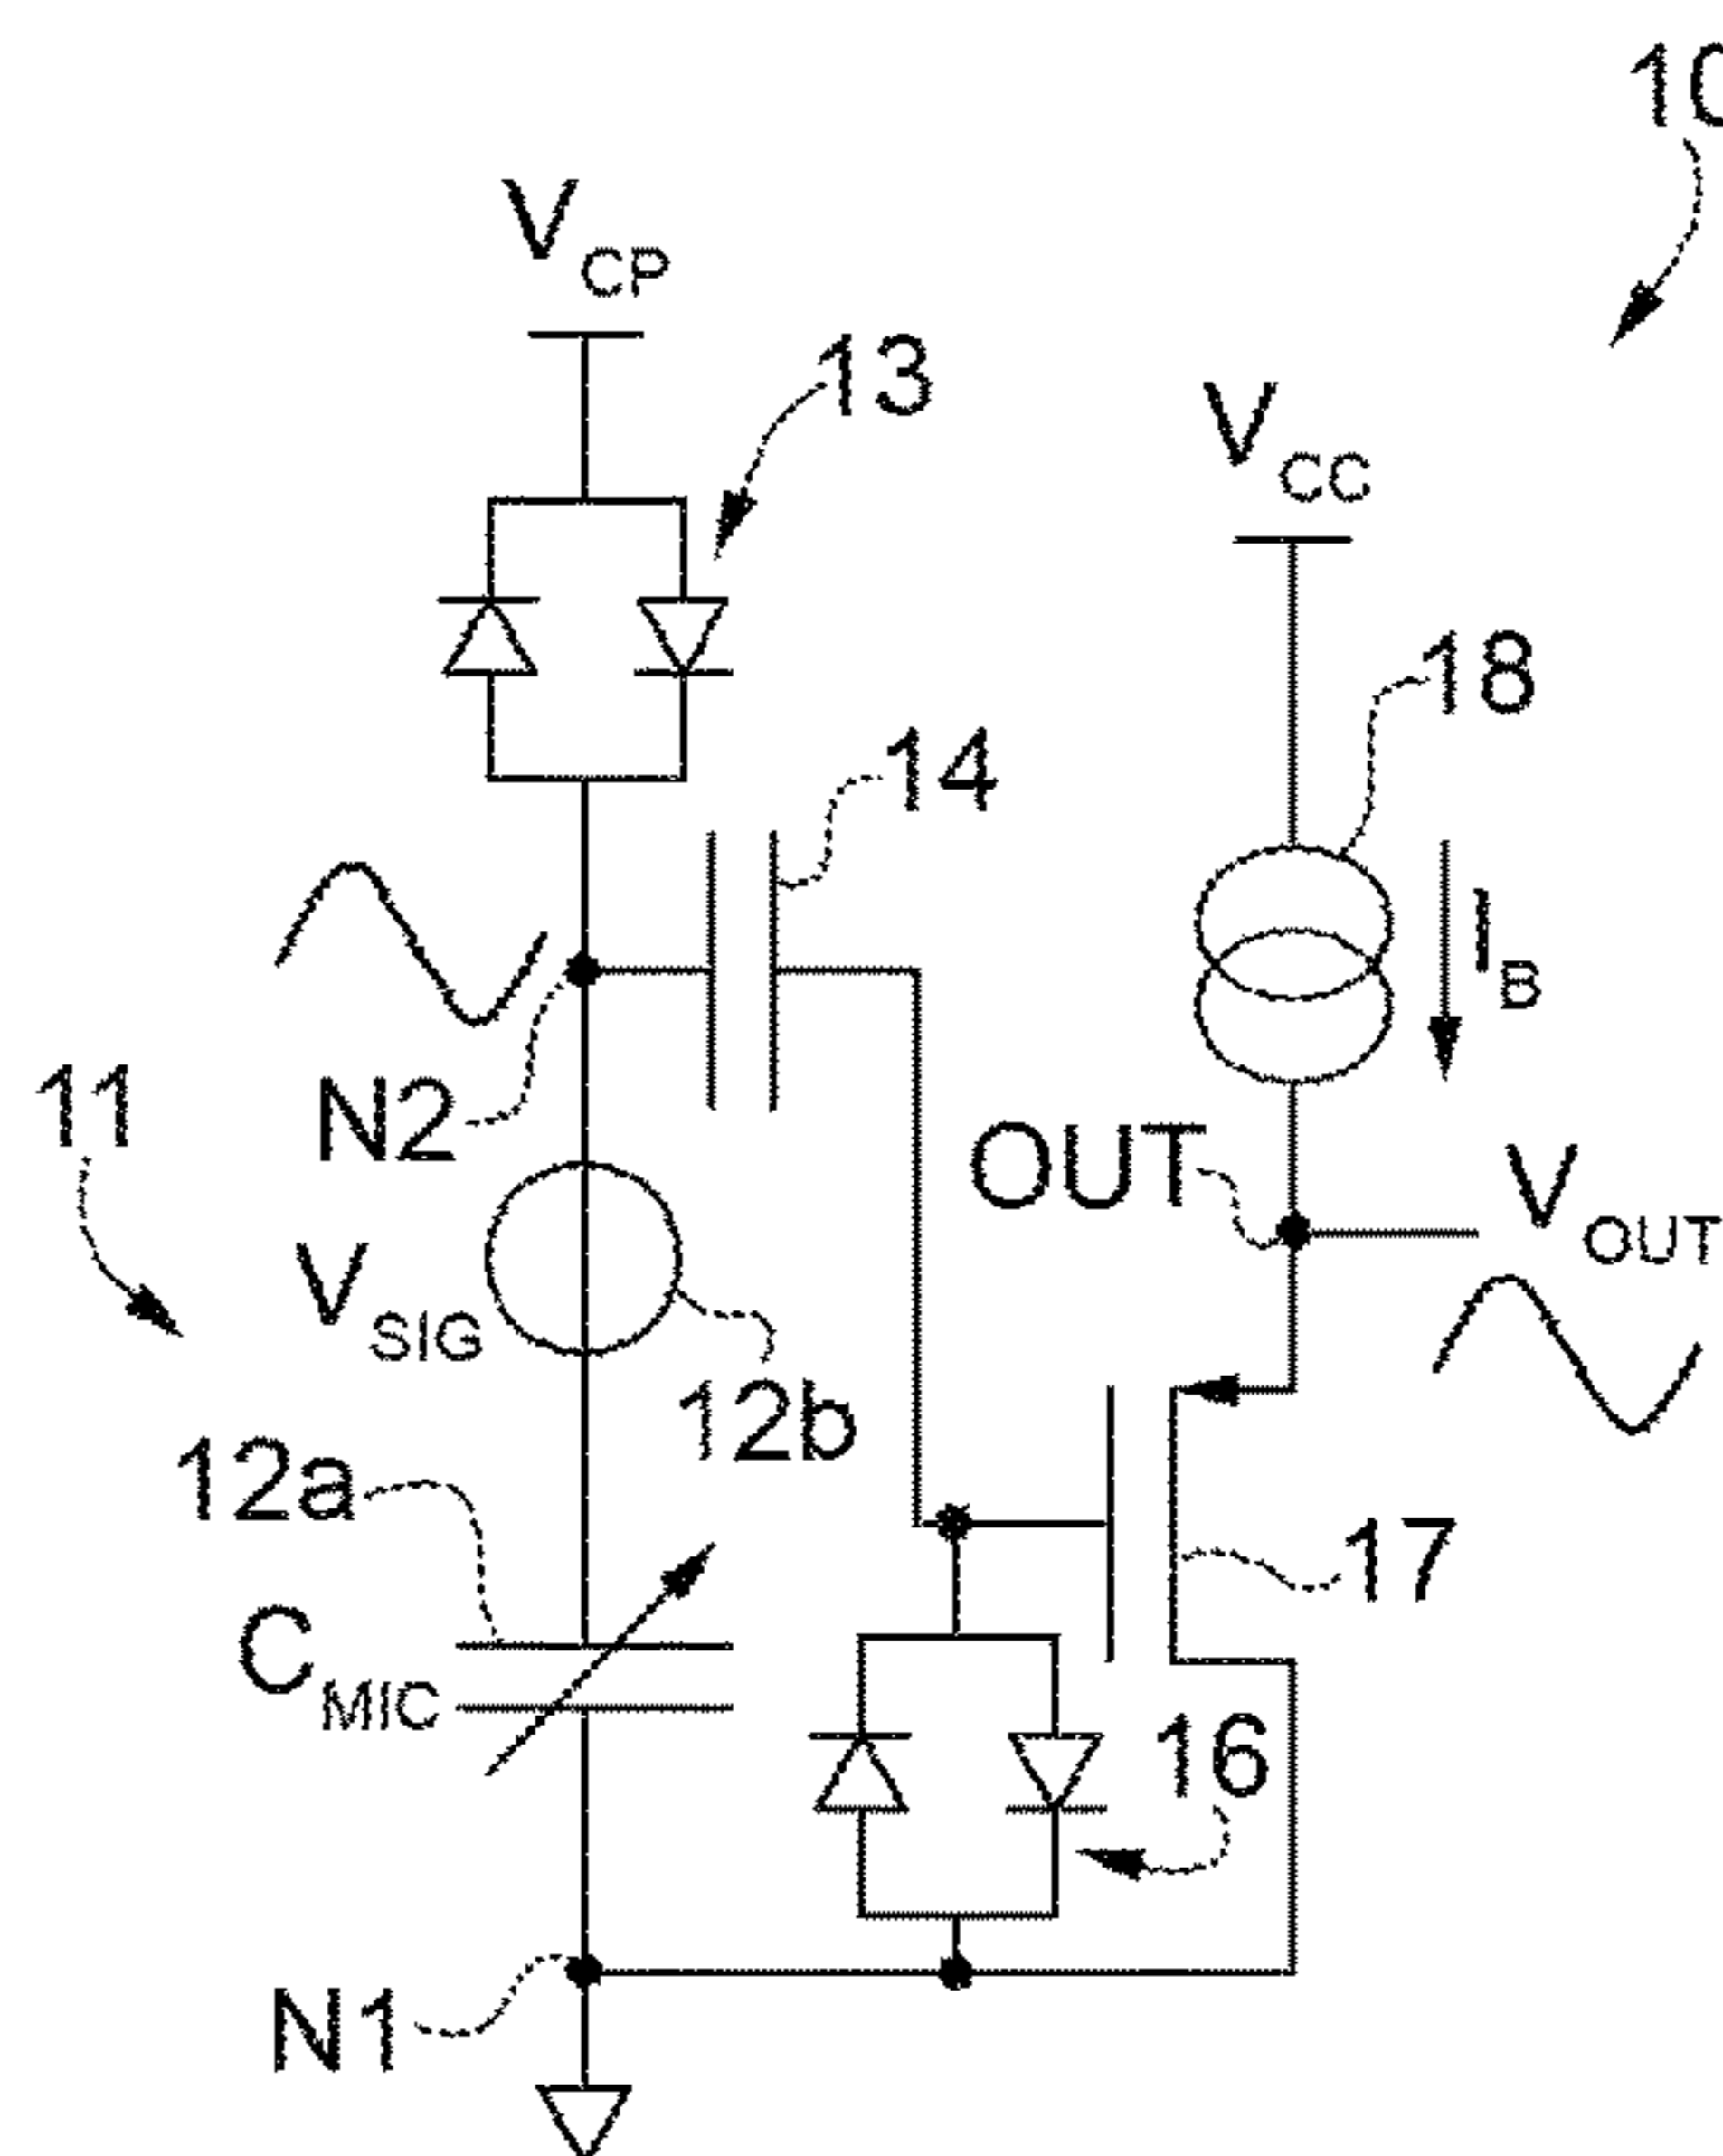 10
V_CP
13
V_CC
18
14
I_B
11
N2
OUT
V_OUT
V_SIG
12b
12a
17
C_MIC
16
N1